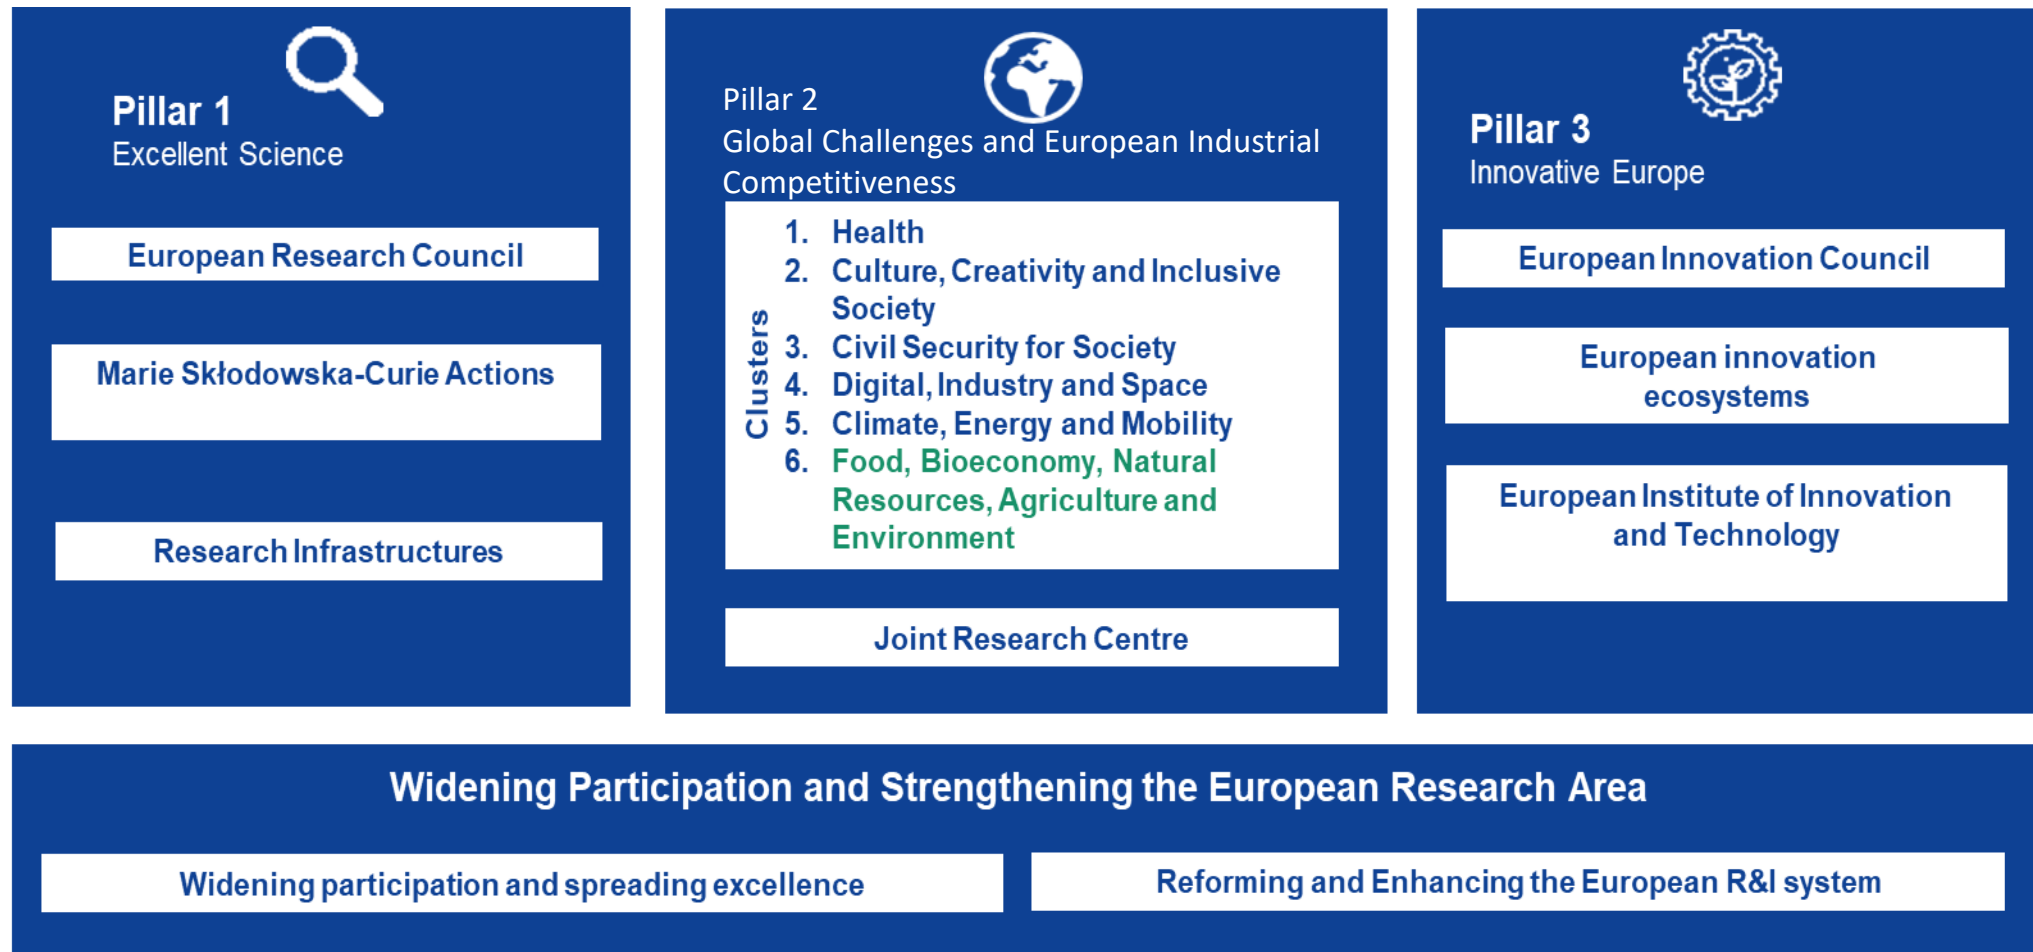 Pillar 1
Excellent Science
European Research Council
Marie Skłodowska-Curie Actions
Research Infrastructures
Pillar 2
Global Challenges and European Industrial
Competitiveness
Clusters
1. Health
2. Culture, Creativity and Inclusive
Society
3. Civil Security for Society
4. Digital, Industry and Space
5. Climate, Energy and Mobility
6. Food, Bioeconomy, Natural
Resources, Agriculture and
Environment
Joint Research Centre
Pillar 3
Innovative Europe
European Innovation Council
European innovation
ecosystems
European Institute of Innovation
and Technology
Widening Participation and Strengthening the European Research Area
Widening participation and spreading excellence
Reforming and Enhancing the European R&I system